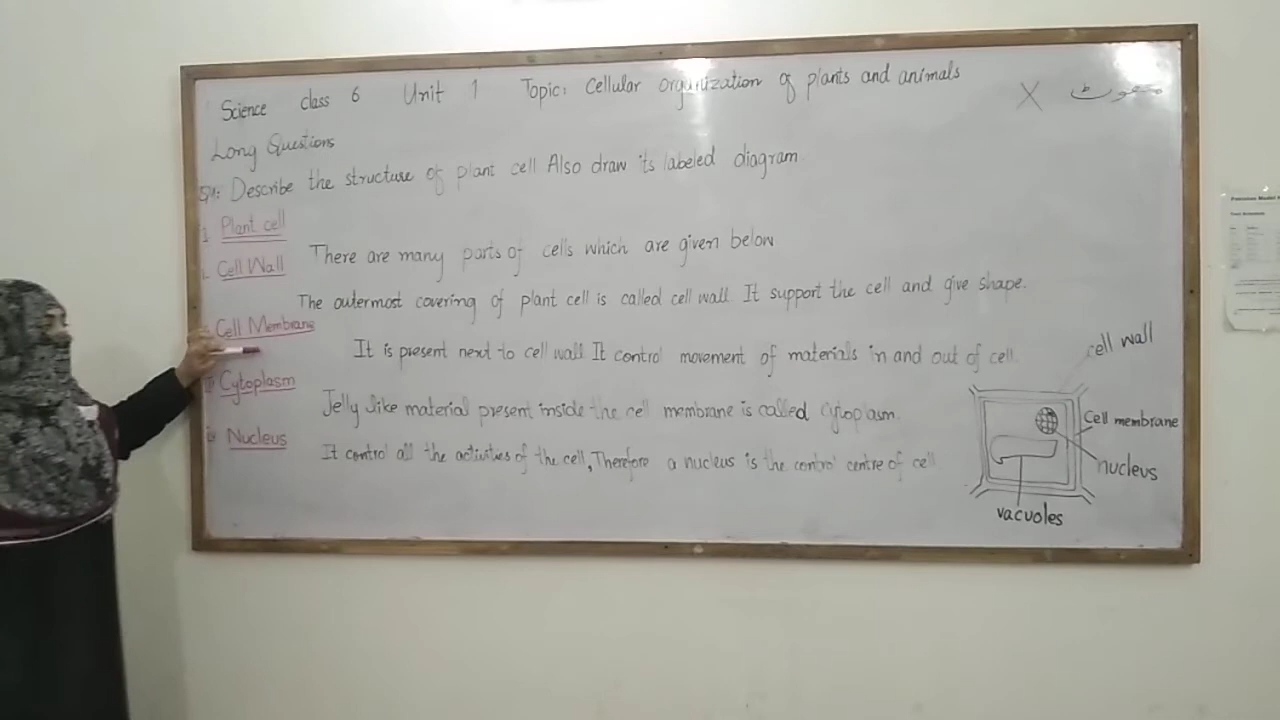 Science class 6 Unit 1 Topic: Cellular organization of plants and animals
X
Long Questions
Describe the structure of plant cell Also draw its labeled diagram
Plant cell
There are many parts of cells which are given below
Cell Wall
The outermost covering of plant cell is called cell wall. It support the cell and give shape.
Cell Membrane
It is present next to cell wall. It control movement of materials in and out of cell
Cytoplasm
Jelly like material present inside the cell membrane is called Cytoplasm.
Nucleus
It control all the activities of the cell, Therefore a nucleus is the control centre of cell
cell wall
Cell membrane
nucleus
vacuoles